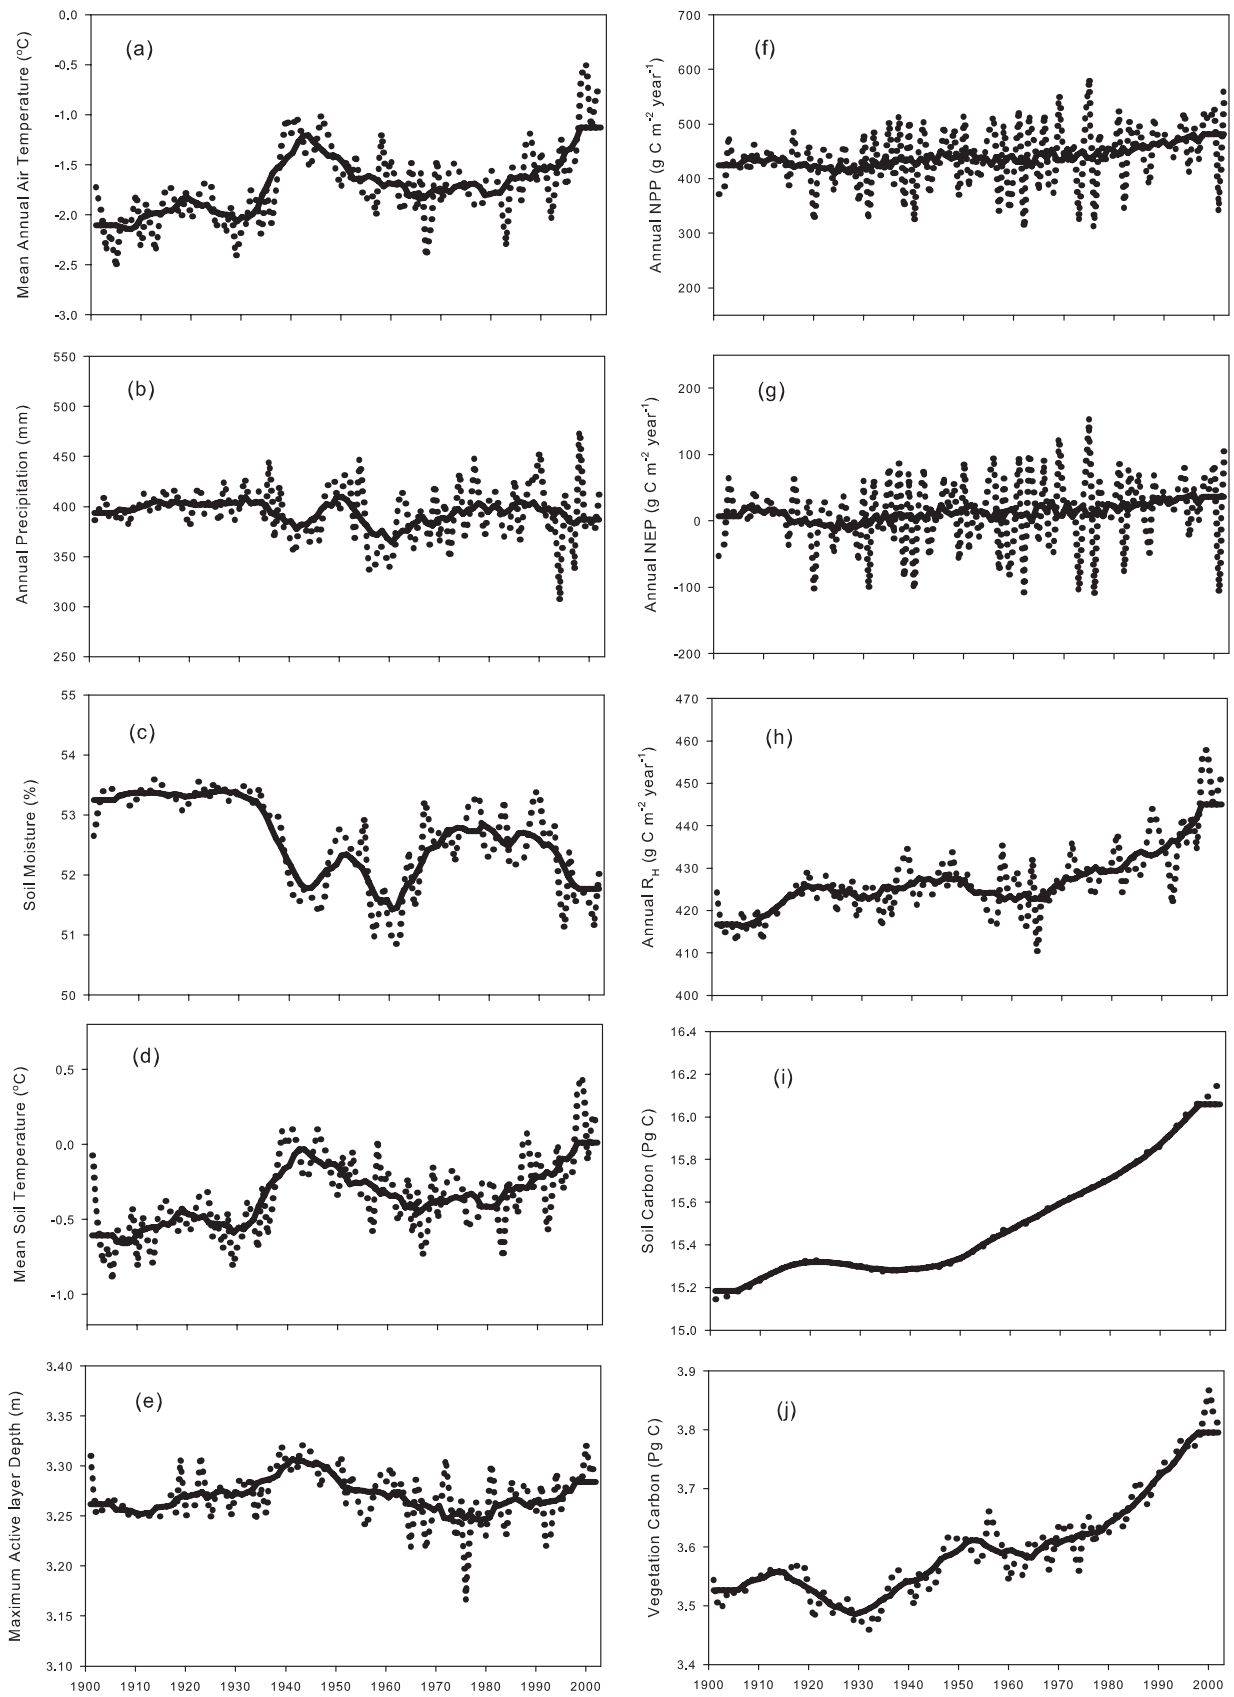 (a)
Mean Annual Air Temperature (°C)
0.0
-0.5
-1.0
-1.5
-2.0
-2.5
-3.0
(b)
Annual Precipitation (mm)
550
500
450
400
350
300
250
(c)
Soil Moisture (%)
55
54
53
52
51
50
(d)
Mean Soil Temperature (°C)
0.5
0.0
-0.5
-1.0
(e)
Maximum Active layer Depth (m)
3.40
3.35
3.30
3.25
3.20
3.15
3.10
1900 1910 1920 1930 1940 1950 1960 1970 1980 1990 2000
(f)
Annual NPP (g C m⁻² year⁻¹)
700
600
500
400
300
200
(g)
Annual NEP (g C m⁻² year⁻¹)
200
100
0
-100
-200
(h)
Annual R_H (g C m⁻² year⁻¹)
470
460
450
440
430
420
410
400
(i)
Soil Carbon (Pg C)
16.4
16.2
16.0
15.8
15.6
15.4
15.2
15.0
(j)
Vegetation Carbon (Pg C)
3.9
3.8
3.7
3.6
3.5
3.4
1900 1910 1920 1930 1940 1950 1960 1970 1980 1990 2000